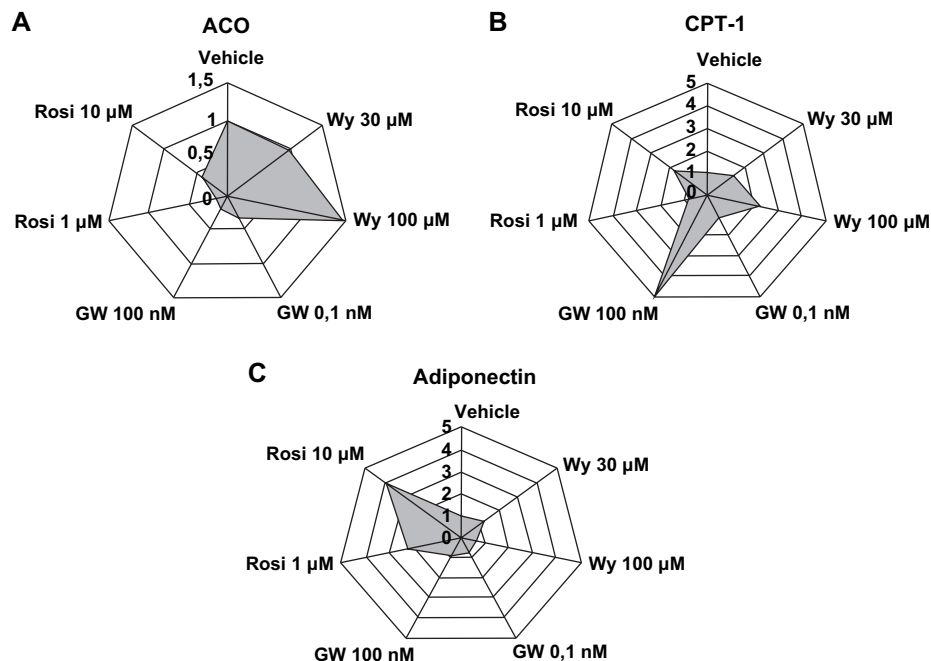 A
ACO
Vehicle
1,5
1
0,5
0
Wy 30 µM
Wy 100 µM
GW 0,1 nM
GW 100 nM
Rosi 1 µM
Rosi 10 µM
B
CPT-1
Vehicle
5
4
3
2
1
0
Wy 30 µM
Wy 100 µM
GW 0,1 nM
GW 100 nM
Rosi 1 µM
Rosi 10 µM
C
Adiponectin
Vehicle
5
4
3
2
1
0
Wy 30 µM
Wy 100 µM
GW 0,1 nM
GW 100 nM
Rosi 1 µM
Rosi 10 µM